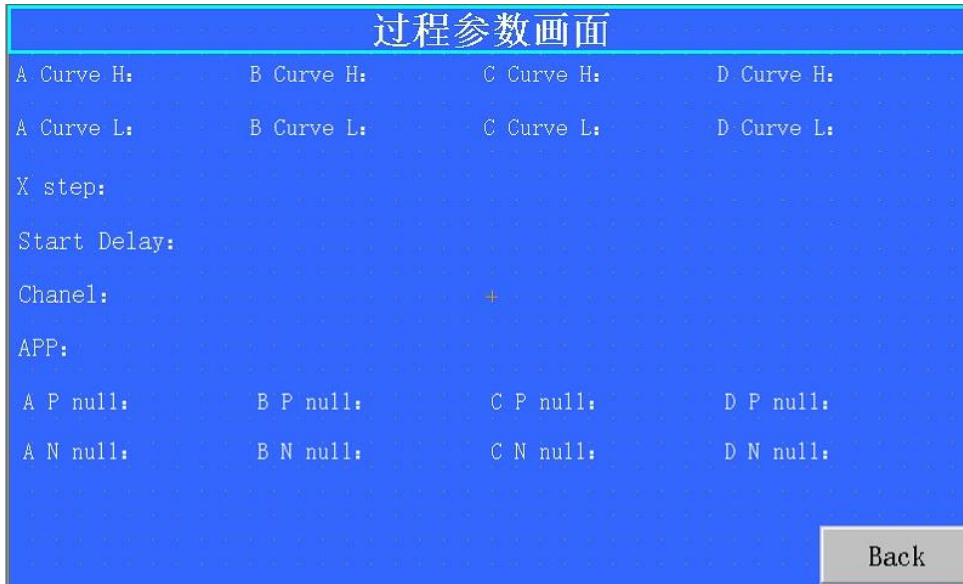 过程参数画面
A Curve H: B Curve H: C Curve H: D Curve H:
A Curve L: B Curve L: C Curve L: D Curve L:
X step:
Start Delay:
Chanel:
APP:
A P null: B P null: C P null: D P null:
A N null: B N null: C N null: D N null:
Back